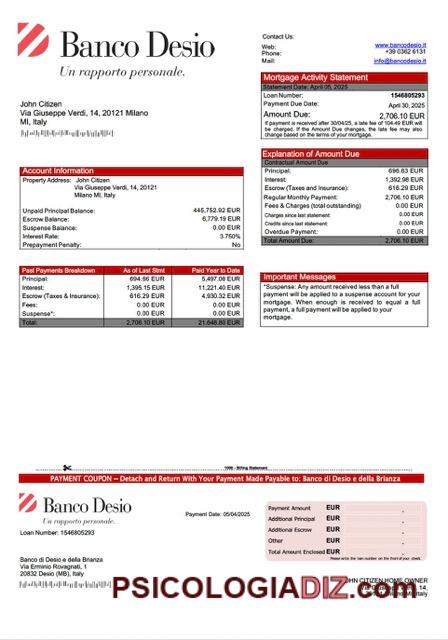 Banco Desio
Un rapporto personale.
Contact Us:
Web: www.bancodesio.it
Phone: +39 0362 6131
Mail: info@bancodesio.it
John Citizen
Via Giuseppe Verdi, 14, 20121 Milano
MI, Italy
Mortgage Activity Statement
Statement Date: April 05, 2025
Loan Number: 1546805293
Payment Due Date: April 30, 2025
Amount Due: 2,706.10 EUR
If payment is received after 30/04/25, a late fee of 104.49 EUR will
be charged. If the Amount Due changes, the late fee may also
change based on the terms of your mortgage.
Account Information
Property Address: John Citizen
Via Giuseppe Verdi, 14, 20121
Milano MI, Italy
Unpaid Principal Balance: 445,752.92 EUR
Escrow Balance: 6,779.19 EUR
Suspense Balance: 0.00 EUR
Interest Rate: 3.750%
Prepayment Penalty: No
Explanation of Amount Due
Contractual Amount Due
Principal: 696.83 EUR
Interest: 1,392.98 EUR
Escrow (Taxes and Insurance): 616.29 EUR
Regular Monthly Payment: 2,706.10 EUR
Fees & Charges (total outstanding) 0.00 EUR
Charges since last statement: 0.00 EUR
Credits since last statement: 0.00 EUR
Overdue Payment: 0.00 EUR
Total Amount Due: 2,706.10 EUR
Past Payments Breakdown As of Last Stmt Paid Year to Date
Principal: 694.66 EUR 5,497.06 EUR
Interest: 1,395.15 EUR 11,221.40 EUR
Escrow (Taxes & Insurance): 616.29 EUR 4,930.32 EUR
Fees: 0.00 EUR 0.00 EUR
Suspense*: 0.00 EUR 0.00 EUR
Total: 2,706.10 EUR 21,648.80 EUR
Important Messages
*Suspense: Any amount received less than a full
payment will be applied to a suspense account for your
mortgage. When enough is received to equal a full
payment, a full payment will be applied to your
mortgage.
1098 - Billing Statement
PAYMENT COUPON – Detach and Return With Your Payment Made Payable to: Banco di Desio e della Brianza
Banco Desio
Un rapporto personale.
Loan Number: 1546805293
Payment Date: 05/04/2025
Payment Amount EUR .
Additional Principal EUR .
Additional Escrow EUR .
Other EUR .
Total Amount Enclosed EUR .
Please write the loan number on the front of your check.
Banco di Desio e della Brianza
Via Erminio Rovagnati, 1
20832 Desio (MB), Italy
JOHN CITIZEN HOME OWNER
PSICOLOGIADIZ.COM